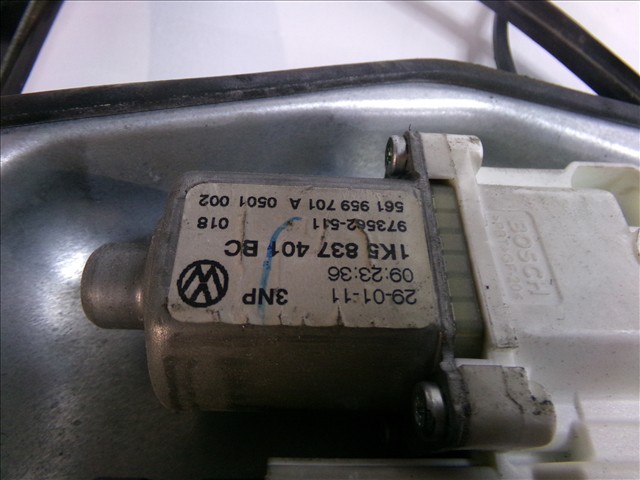 29-01-11
09:23:36
3NP
1K5 837 401 BC
973562-511 018
561 959 701 A 0501 002
BOSCH